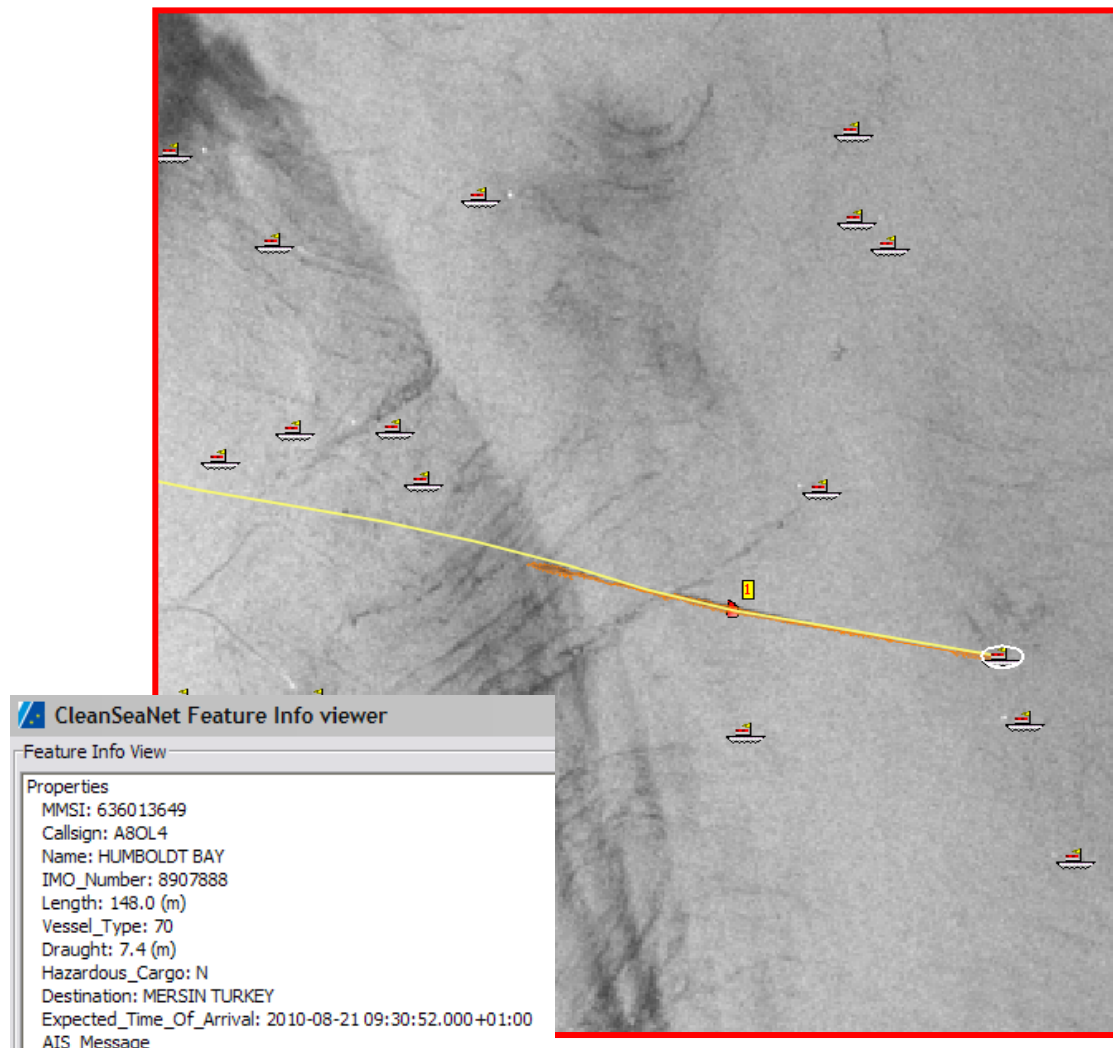 1
CleanSeaNet Feature Info viewer
Feature Info View
Properties
MMSI: 636013649
Callsign: A8OL4
Name: HUMBOLDT BAY
IMO_Number: 8907888
Length: 148.0 (m)
Vessel_Type: 70
Draught: 7.4 (m)
Hazardous_Cargo: N
Destination: MERSIN TURKEY
Expected_Time_Of_Arrival: 2010-08-21 09:30:52.000+01:00
AIS_Message